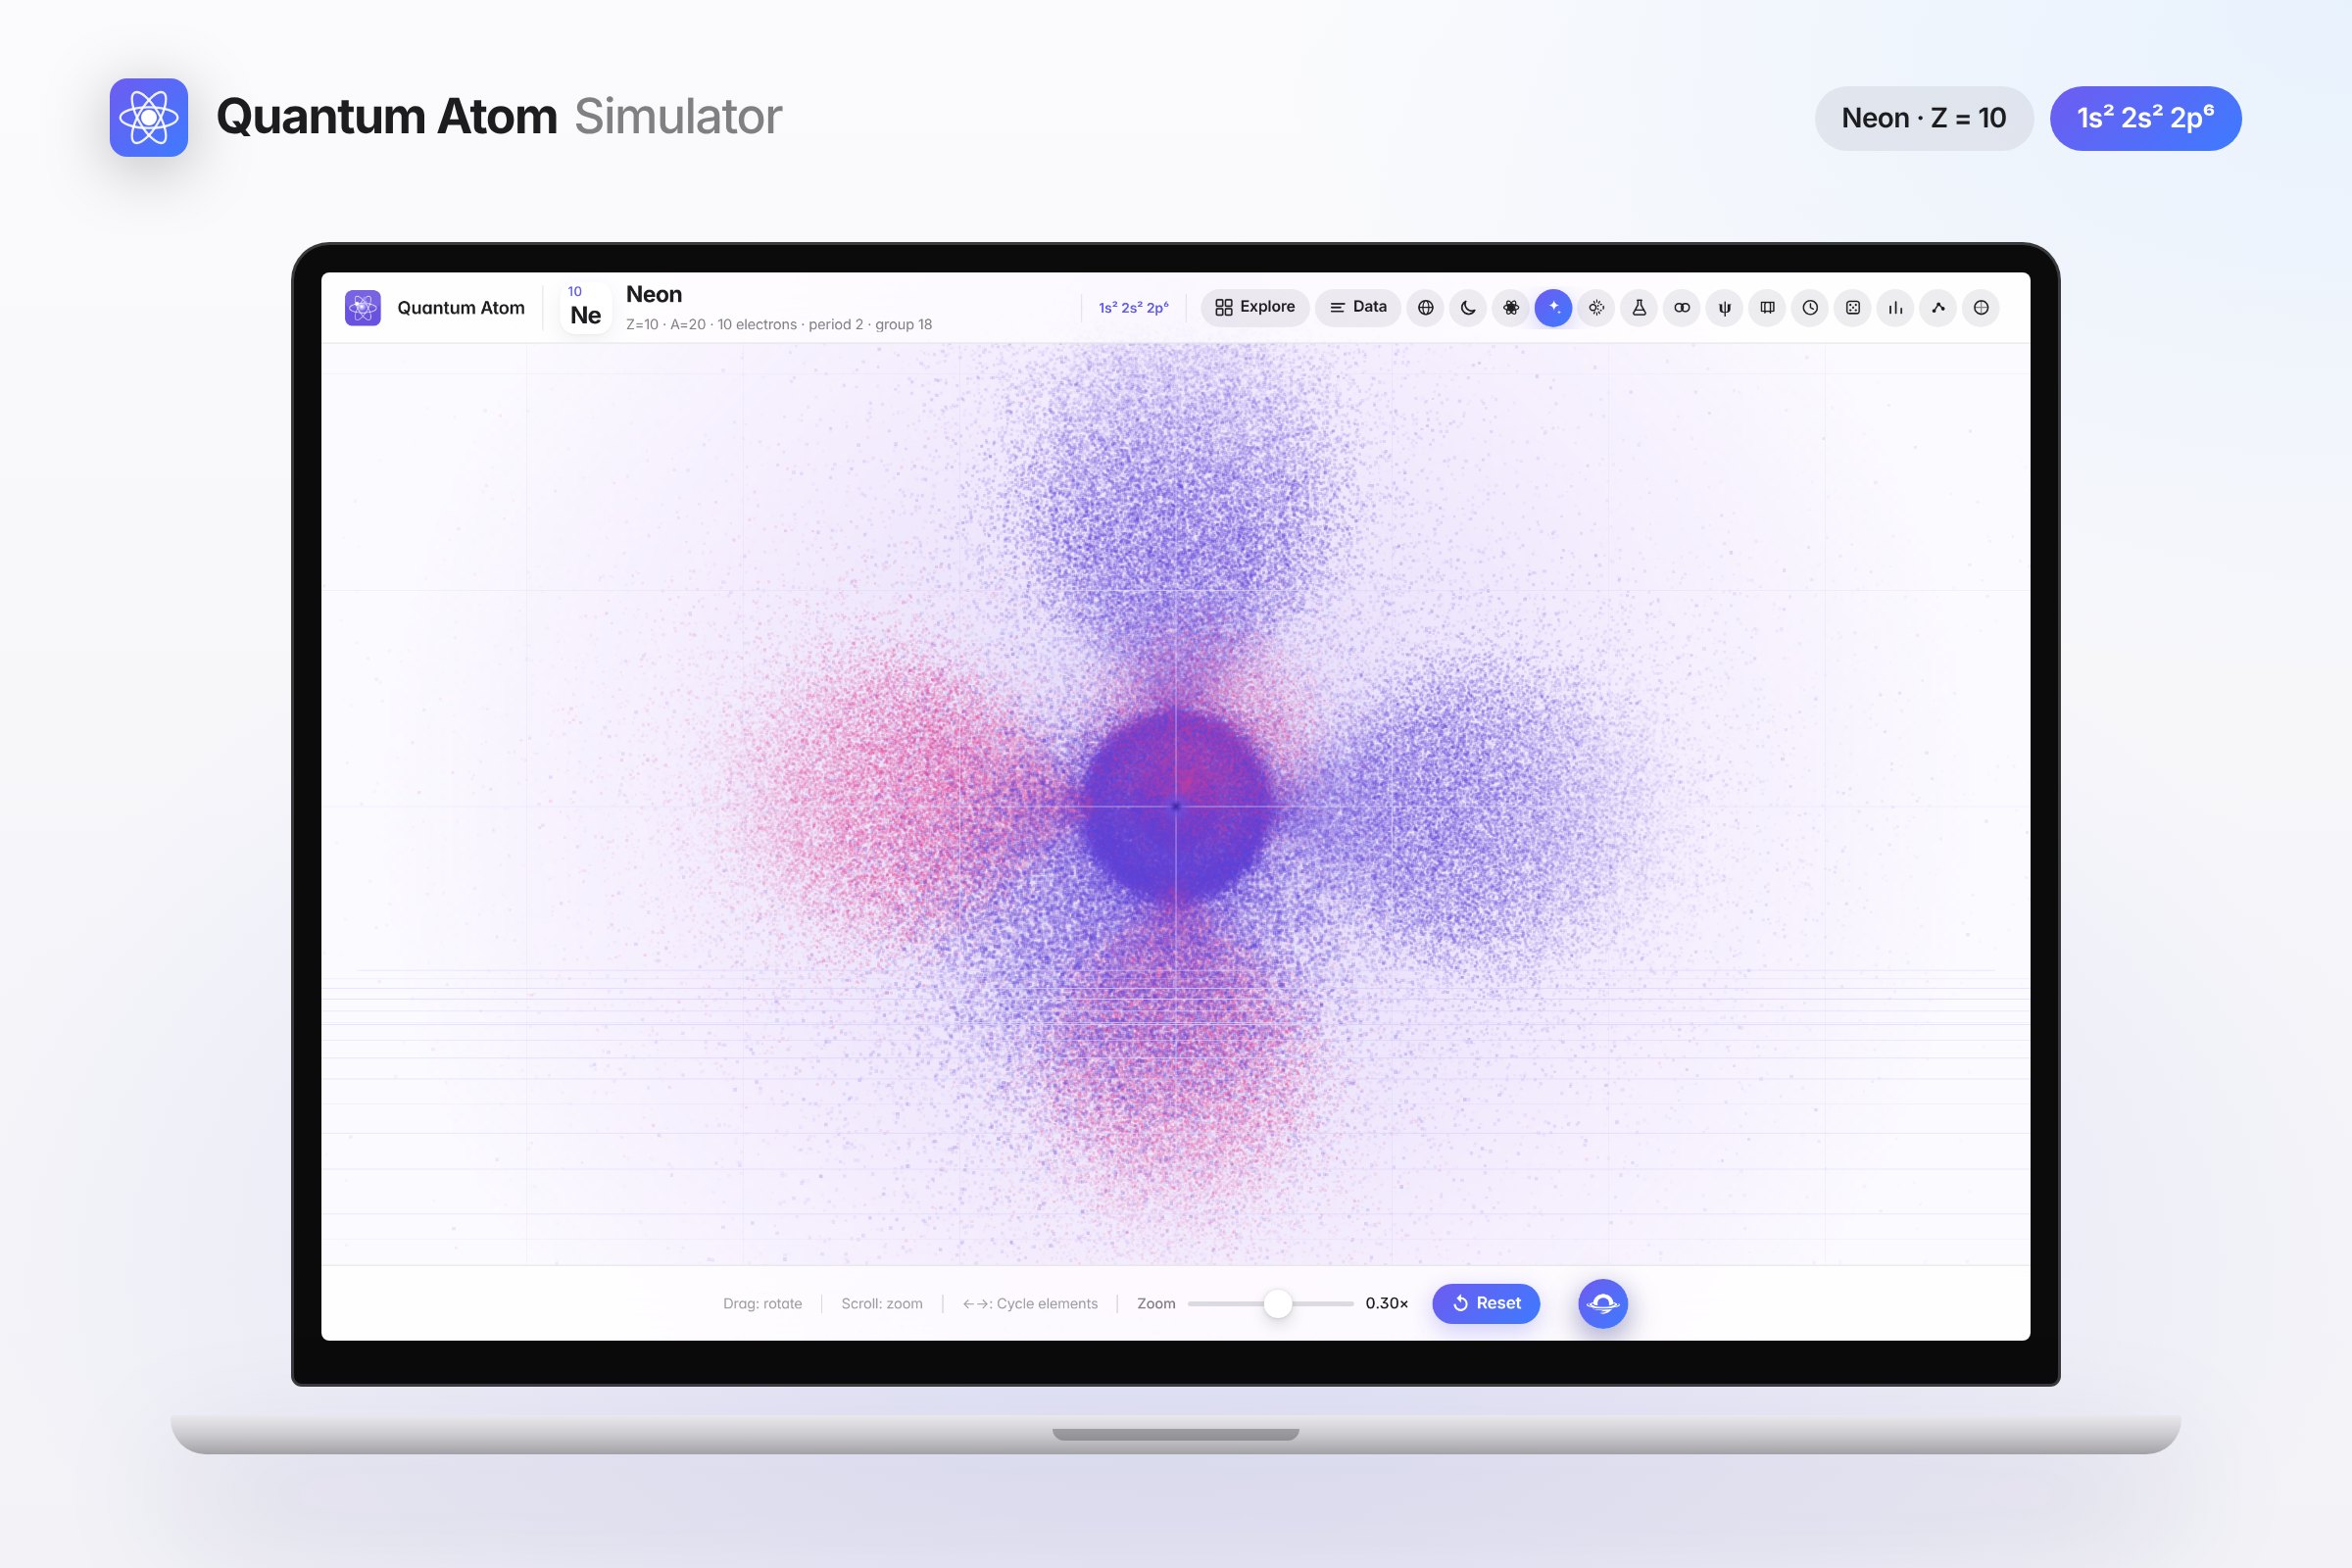 Quantum Atom Simulator
Neon · Z = 10
1s² 2s² 2p⁶
Quantum Atom
10
Ne
Neon
Z=10 · A=20 · 10 electrons · period 2 · group 18
1s² 2s² 2p⁶
Explore
Data
ψ
Drag: rotate
Scroll: zoom
←→: Cycle elements
Zoom
0.30×
Reset